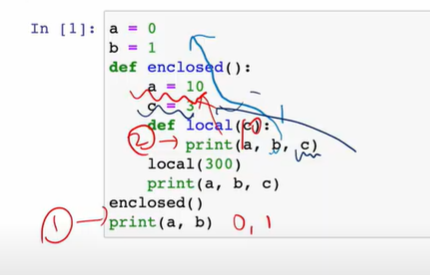 In [1]: a = 0
b = 1
def enclosed():
a = 10
c = 3
def local(c):
② → print(a, b, c)
local(300)
print(a, b, c)
enclosed()
① → print(a, b) 0, 1